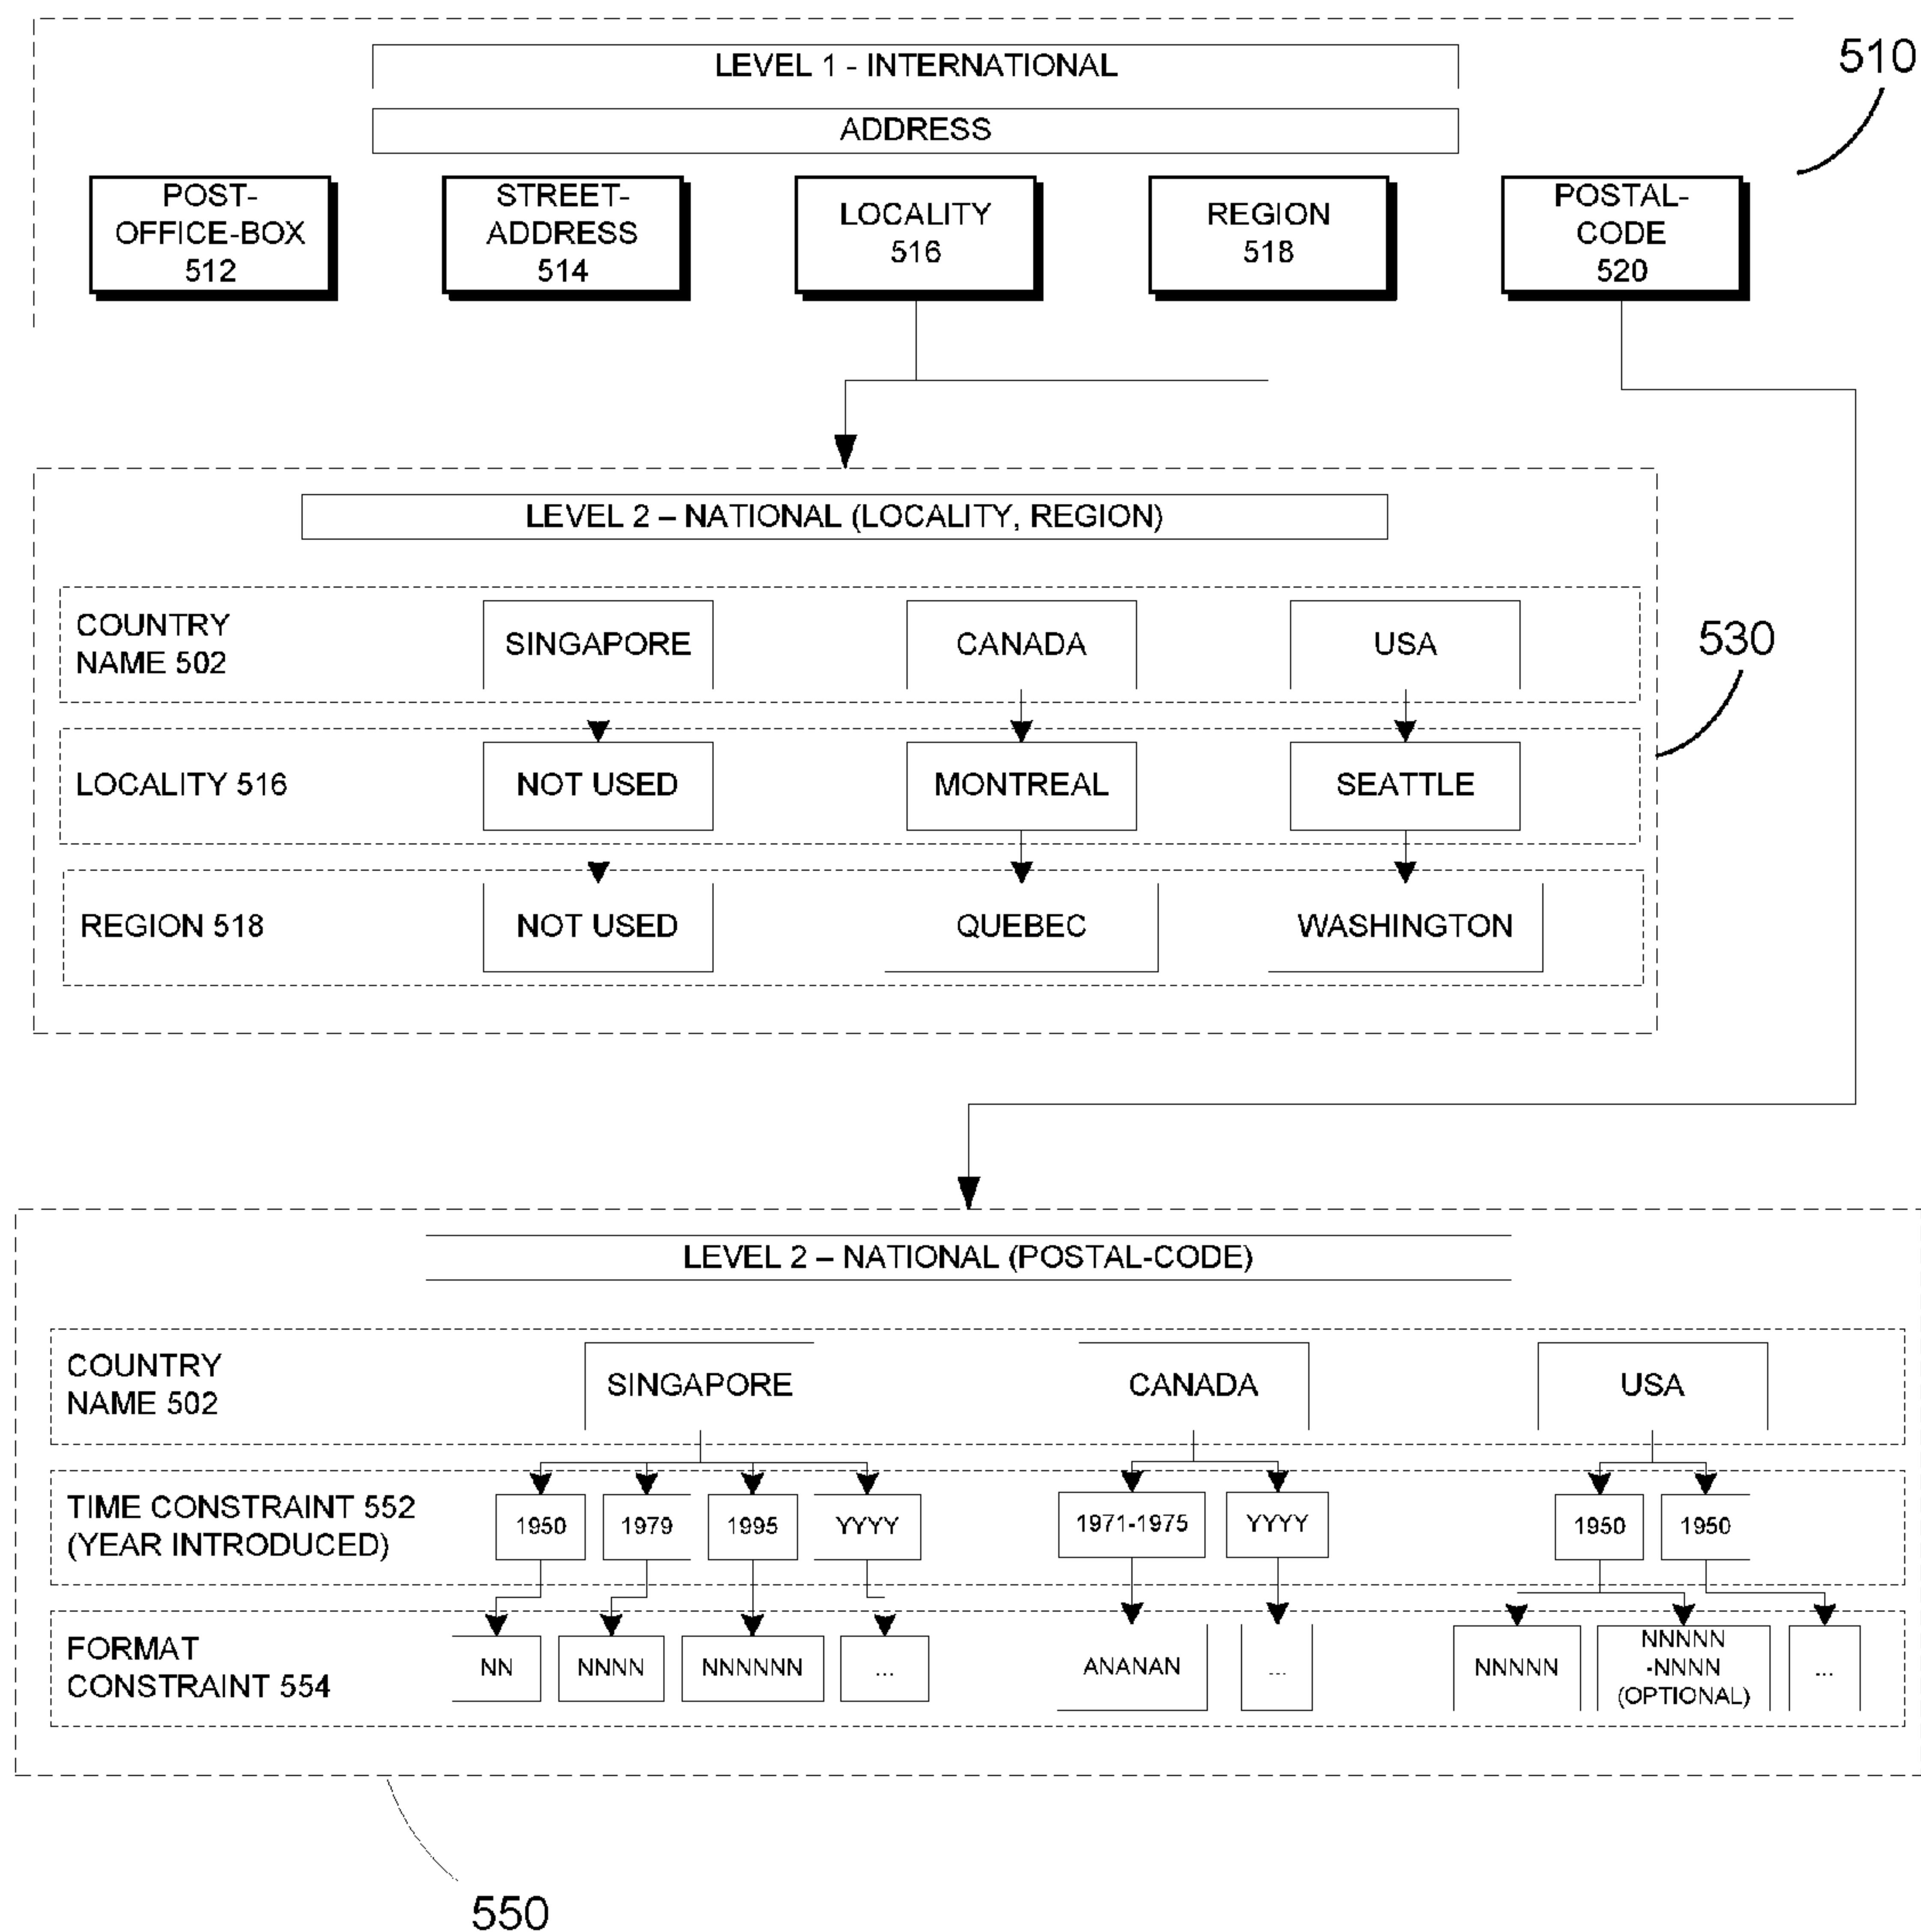 LEVEL 1 - INTERNATIONAL
510
ADDRESS
POST-
OFFICE-BOX
512
STREET-
ADDRESS
514
LOCALITY
516
REGION
518
POSTAL-
CODE
520
LEVEL 2 – NATIONAL (LOCALITY, REGION)
COUNTRY
NAME 502
SINGAPORE
CANADA
USA
530
LOCALITY 516
NOT USED
MONTREAL
SEATTLE
REGION 518
NOT USED
QUEBEC
WASHINGTON
LEVEL 2 – NATIONAL (POSTAL-CODE)
COUNTRY
NAME 502
SINGAPORE
CANADA
USA
TIME CONSTRAINT 552
(YEAR INTRODUCED)
1950
1979
1995
YYYY
1971-1975
YYYY
1950
1950
FORMAT
CONSTRAINT 554
NN
NNNN
NNNNNN
...
ANANAN
...
NNNNN
NNNNN
-NNNN
(OPTIONAL)
...
550